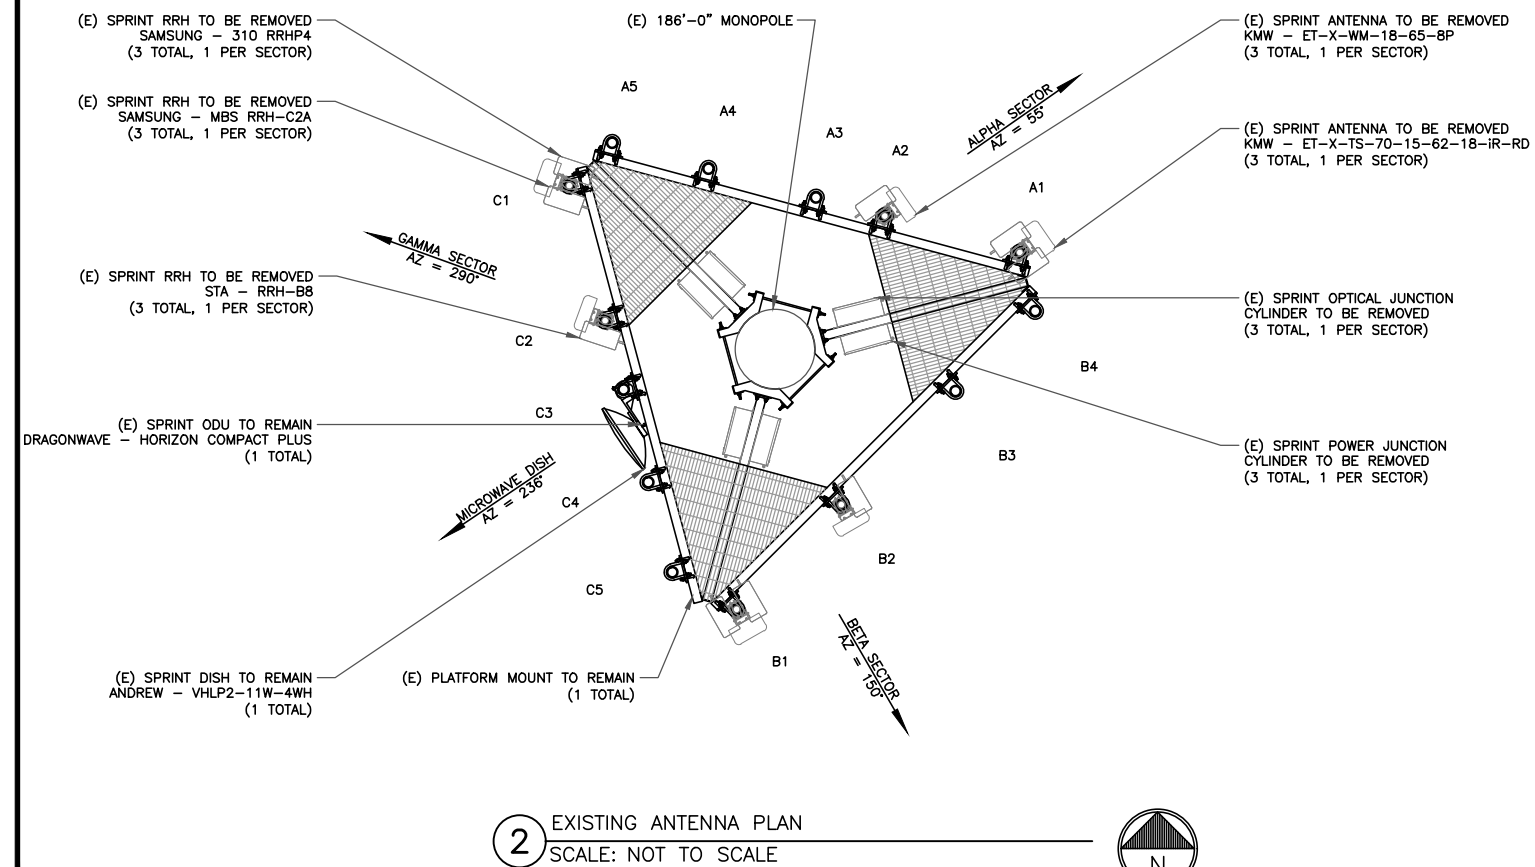 (E) SPRINT RRH TO BE REMOVED
SAMSUNG - 310 RRHP4
(3 TOTAL, 1 PER SECTOR)
(E) 186'-0" MONOPOLE
(E) SPRINT ANTENNA TO BE REMOVED
KMW - ET-X-WM-18-65-8P
(3 TOTAL, 1 PER SECTOR)
(E) SPRINT RRH TO BE REMOVED
SAMSUNG - MBS RRH-C2A
(3 TOTAL, 1 PER SECTOR)
A5
A4
A3
A2
A1
ALPHA SECTOR
AZ = 55°
(E) SPRINT ANTENNA TO BE REMOVED
KMW - ET-X-TS-70-15-62-18-iR-RD
(3 TOTAL, 1 PER SECTOR)
C1
GAMMA SECTOR
AZ = 290°
(E) SPRINT RRH TO BE REMOVED
STA - RRH-B8
(3 TOTAL, 1 PER SECTOR)
(E) SPRINT OPTICAL JUNCTION
CYLINDER TO BE REMOVED
(3 TOTAL, 1 PER SECTOR)
C2
B4
C3
(E) SPRINT ODU TO REMAIN
DRAGONWAVE - HORIZON COMPACT PLUS
(1 TOTAL)
B3
(E) SPRINT POWER JUNCTION
CYLINDER TO BE REMOVED
(3 TOTAL, 1 PER SECTOR)
MICROWAVE DISH
AZ = 236°
C4
B2
C5
BETA SECTOR
AZ = 150°
B1
(E) SPRINT DISH TO REMAIN
ANDREW - VHLP2-11W-4WH
(1 TOTAL)
(E) PLATFORM MOUNT TO REMAIN
(1 TOTAL)
2
EXISTING ANTENNA PLAN
SCALE: NOT TO SCALE
N